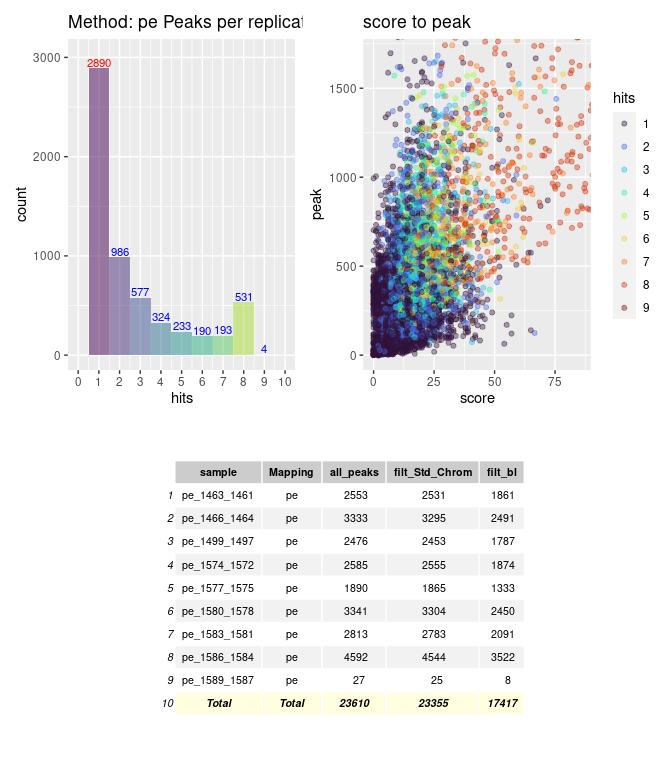 Method: pe Peaks per replicat
count
3000
2000
1000
0
2890
986
577
324
233
190
193
531
4
0 1 2 3 4 5 6 7 8 9 10
hits
score to peak
peak
1500
1000
500
0
0 25 50 75
score
hits
1
2
3
4
5
6
7
8
9
sample Mapping all_peaks filt_Std_Chrom filt_bl
1 pe_1463_1461 pe 2553 2531 1861
2 pe_1466_1464 pe 3333 3295 2491
3 pe_1499_1497 pe 2476 2453 1787
4 pe_1574_1572 pe 2585 2555 1874
5 pe_1577_1575 pe 1890 1865 1333
6 pe_1580_1578 pe 3341 3304 2450
7 pe_1583_1581 pe 2813 2783 2091
8 pe_1586_1584 pe 4592 4544 3522
9 pe_1589_1587 pe 27 25 8
10 Total Total 23610 23355 17417